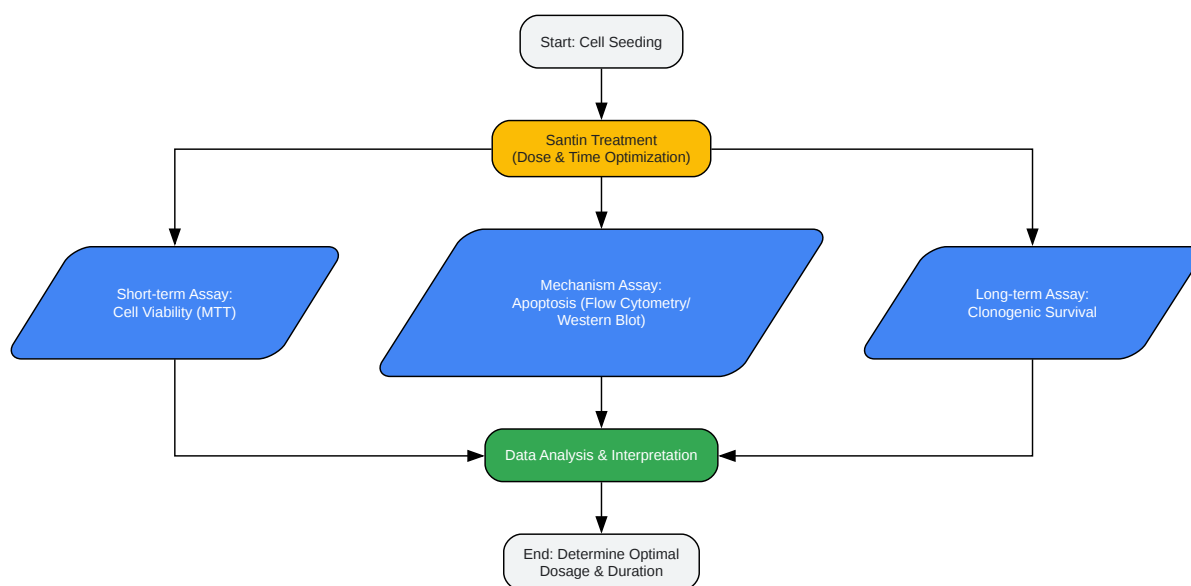 Start: Cell Seeding
Santin Treatment
(Dose & Time Optimization)
Short-term Assay:
Cell Viability (MTT)
Mechanism Assay:
Apoptosis (Flow Cytometry/
Western Blot)
Long-term Assay:
Clonogenic Survival
Data Analysis & Interpretation
End: Determine Optimal
Dosage & Duration